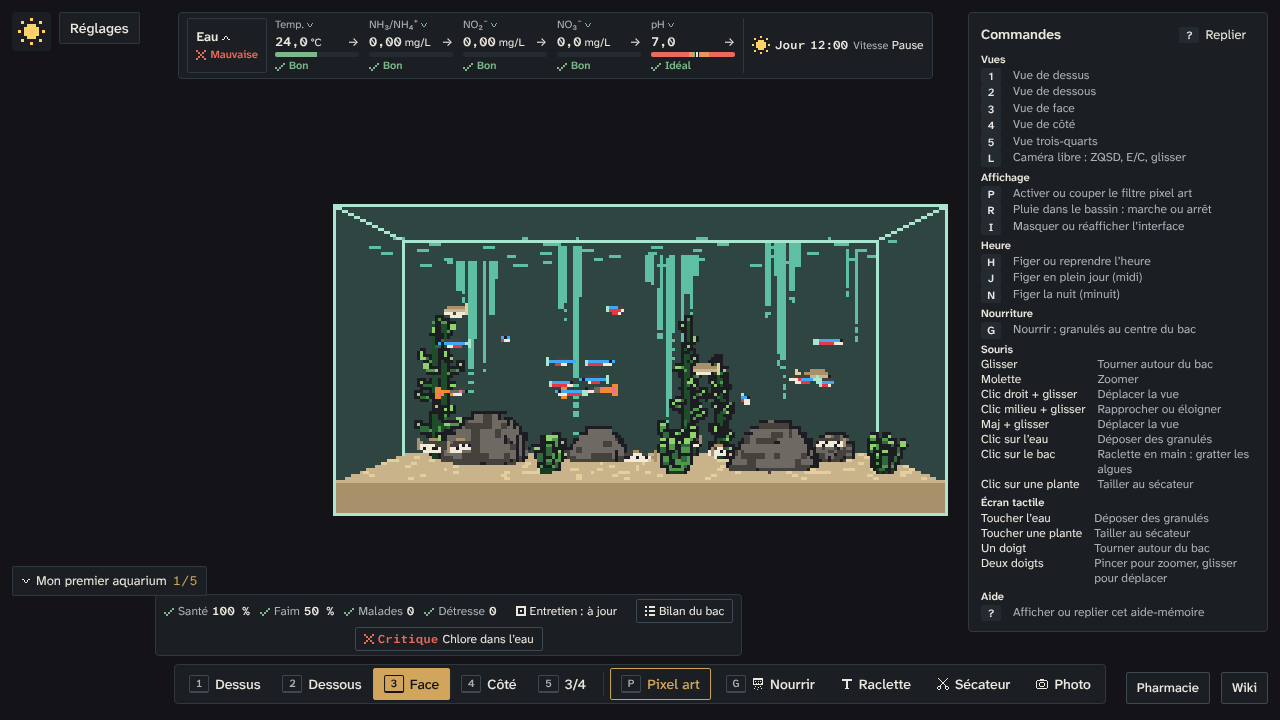 Réglages
Eau
Mauvaise
Temp.
24,0 °C
Bon
NH₃/NH₄⁺
0,00 mg/L
Bon
NO₂⁻
0,00 mg/L
Bon
NO₃⁻
0,0 mg/L
Bon
pH
7,0
Idéal
Jour 12:00 Vitesse Pause
Commandes
? Replier
Vues
1 Vue de dessus
2 Vue de dessous
3 Vue de face
4 Vue de côté
5 Vue trois-quarts
L Caméra libre : ZQSD, E/C, glisser
Affichage
P Activer ou couper le filtre pixel art
R Pluie dans le bassin : marche ou arrêt
I Masquer ou réafficher l'interface
Heure
H Figer ou reprendre l'heure
J Figer en plein jour (midi)
N Figer la nuit (minuit)
Nourriture
G Nourrir : granulés au centre du bac
Souris
Glisser Tourner autour du bac
Molette Zoomer
Clic droit + glisser Déplacer la vue
Clic milieu + glisser Rapprocher ou éloigner
Maj + glisser Déplacer la vue
Clic sur l'eau Déposer des granulés
Clic sur le bac Raclette en main : gratter les
algues
Clic sur une plante Tailler au sécateur
Écran tactile
Toucher l'eau Déposer des granulés
Toucher une plante Tailler au sécateur
Un doigt Tourner autour du bac
Deux doigts Pincer pour zoomer, glisser
pour déplacer
Aide
? Afficher ou replier cet aide-mémoire
Mon premier aquarium 1/5
Santé 100 % Faim 50 % Malades 0 Détresse 0 Entretien : à jour Bilan du bac
Critique Chlore dans l'eau
1 Dessus 2 Dessous 3 Face 4 Côté 5 3/4 P Pixel art G Nourrir Raclette Sécateur Photo
Pharmacie Wiki